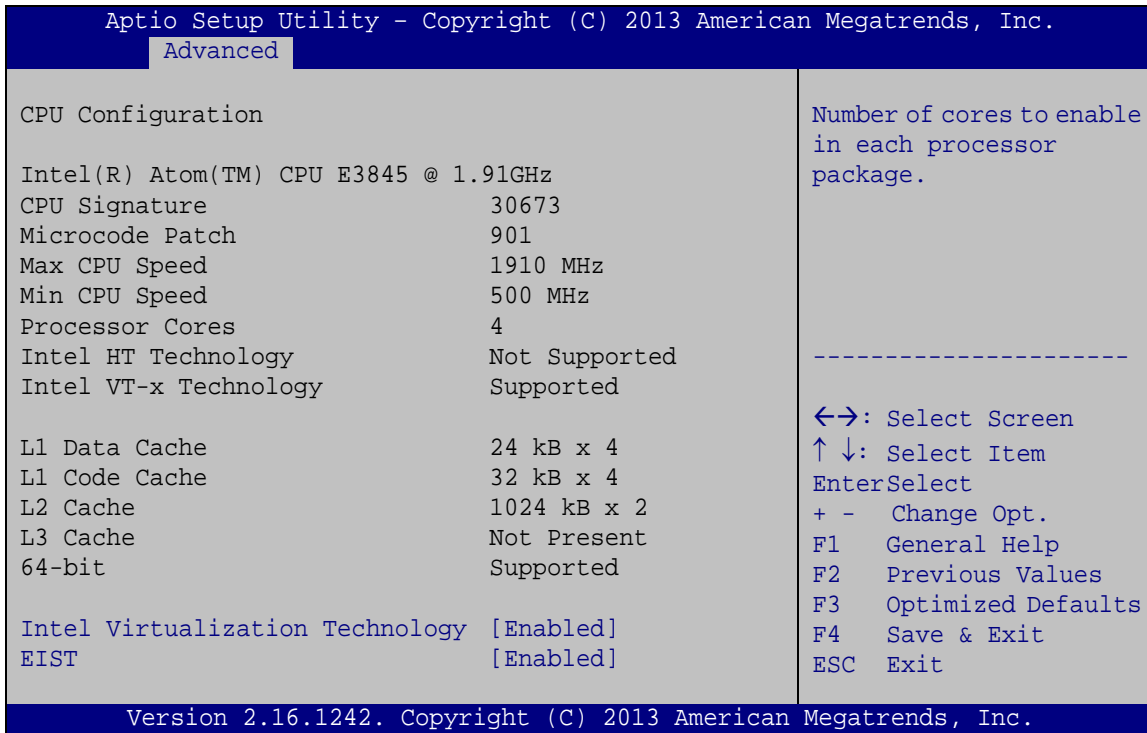 Aptio Setup Utility – Copyright (C) 2013 American Megatrends, Inc.
Advanced
CPU Configuration
Intel(R) Atom(TM) CPU E3845 @ 1.91GHz
CPU Signature 30673
Microcode Patch 901
Max CPU Speed 1910 MHz
Min CPU Speed 500 MHz
Processor Cores 4
Intel HT Technology Not Supported
Intel VT-x Technology Supported
L1 Data Cache 24 kB x 4
L1 Code Cache 32 kB x 4
L2 Cache 1024 kB x 2
L3 Cache Not Present
64-bit Supported
Intel Virtualization Technology [Enabled]
EIST [Enabled]
Number of cores to enable
in each processor
package.
----------------------
←→: Select Screen
↑ ↓: Select Item
EnterSelect
+ - Change Opt.
F1 General Help
F2 Previous Values
F3 Optimized Defaults
F4 Save & Exit
ESC Exit
Version 2.16.1242. Copyright (C) 2013 American Megatrends, Inc.